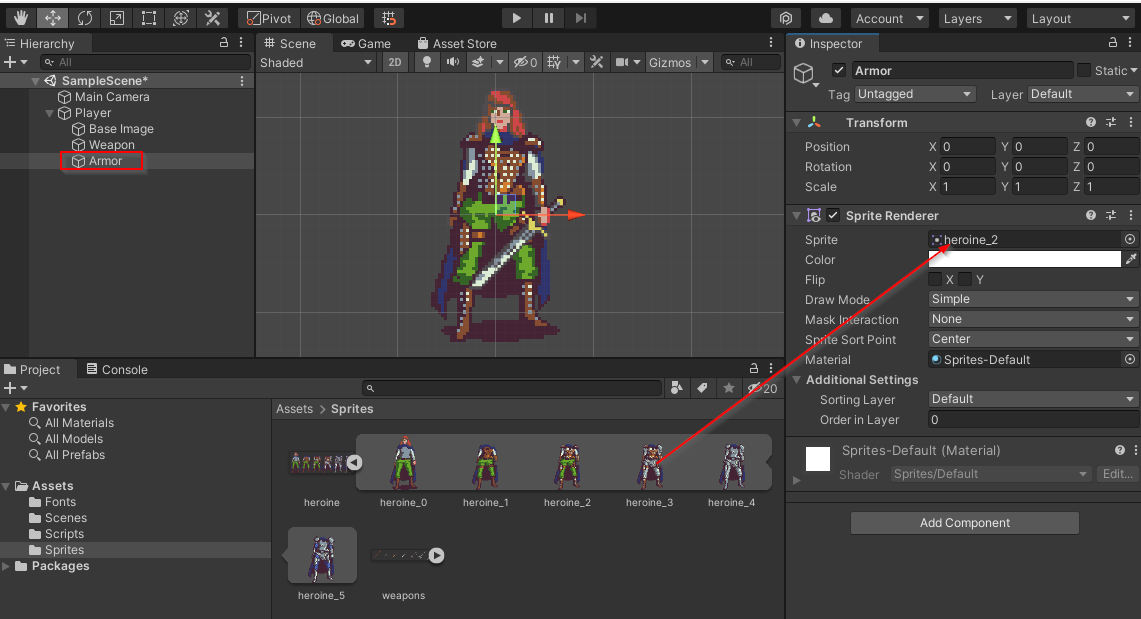 Pivot Global Account Layers Layout
Hierarchy
All
SampleScene*
Main Camera
Player
Base Image
Weapon
Armor
Scene Game Asset Store
Shaded 2D 0 Gizmos All
Inspector
Armor Static
Tag Untagged Layer Default
Transform
Position X 0 Y 0 Z 0
Rotation X 0 Y 0 Z 0
Scale X 1 Y 1 Z 1
Sprite Renderer
Sprite heroine_2
Color
Flip X Y
Draw Mode Simple
Mask Interaction None
Sprite Sort Point Center
Material Sprites-Default
Additional Settings
Sorting Layer Default
Order in Layer 0
Sprites-Default (Material)
Shader Sprites/Default Edit...
Add Component
Project Console
20
Favorites
All Materials
All Models
All Prefabs
Assets
Fonts
Scenes
Scripts
Sprites
Packages
Assets > Sprites
heroine heroine_0 heroine_1 heroine_2 heroine_3 heroine_4
heroine_5 weapons